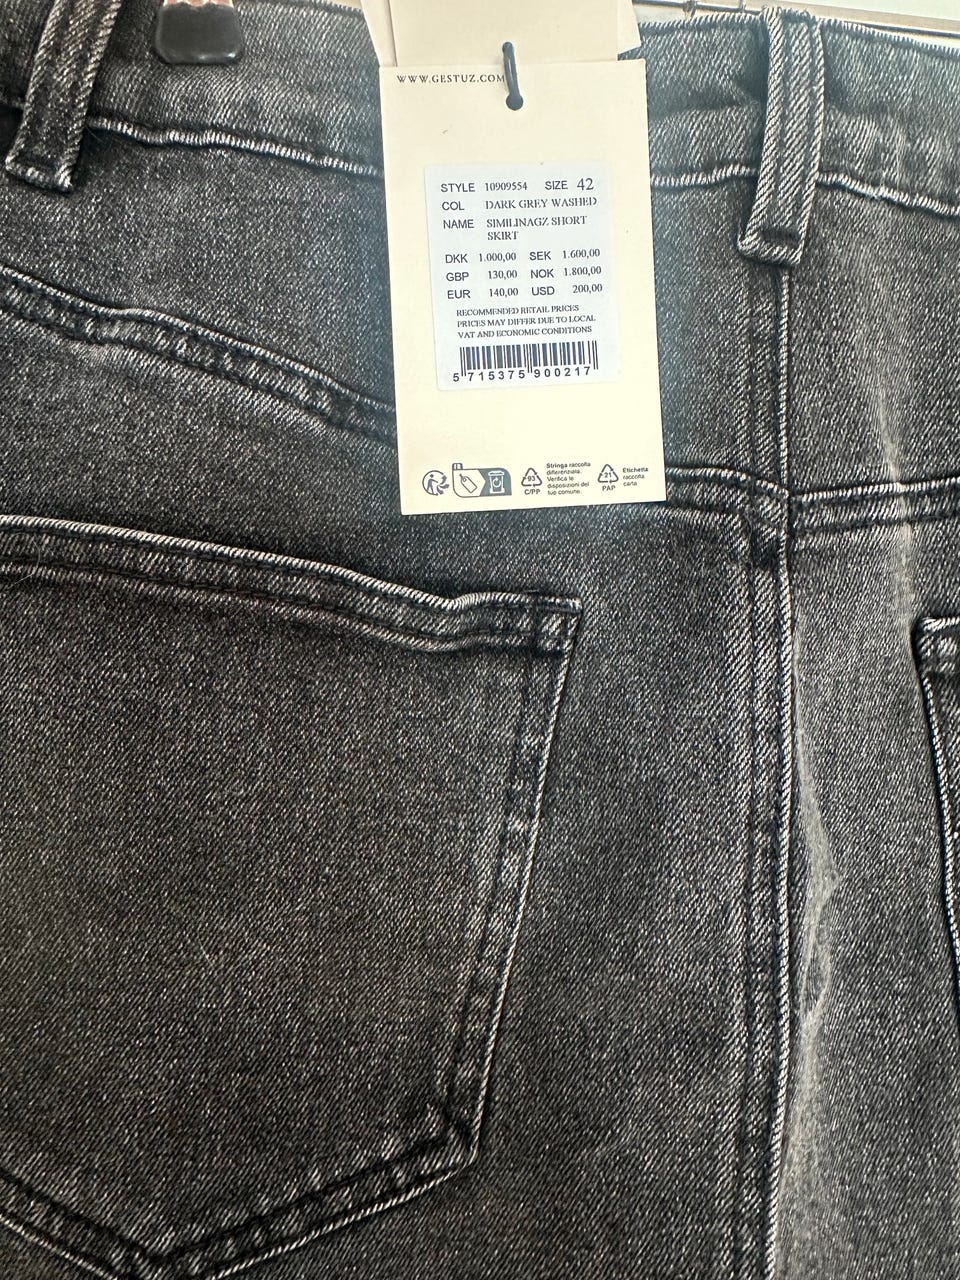 WWW.GESTUZ.COM
STYLE 10909554 SIZE 42
COL DARK GREY WASHED
NAME SIMILINAGZ SHORT
SKIRT
DKK 1.000,00 SEK 1.600,00
GBP 130,00 NOK 1.800,00
EUR 140,00 USD 200,00
RECOMMENDED RETAIL PRICES
PRICES MAY DIFFER DUE TO LOCAL
VAT AND ECONOMIC CONDITIONS
5 715375 900217
FR
93
C/PP
Stringa raccolta
differenziata.
Verifica le
disposizioni del
tuo comune.
21
PAP
Etichetta
raccolta
carta